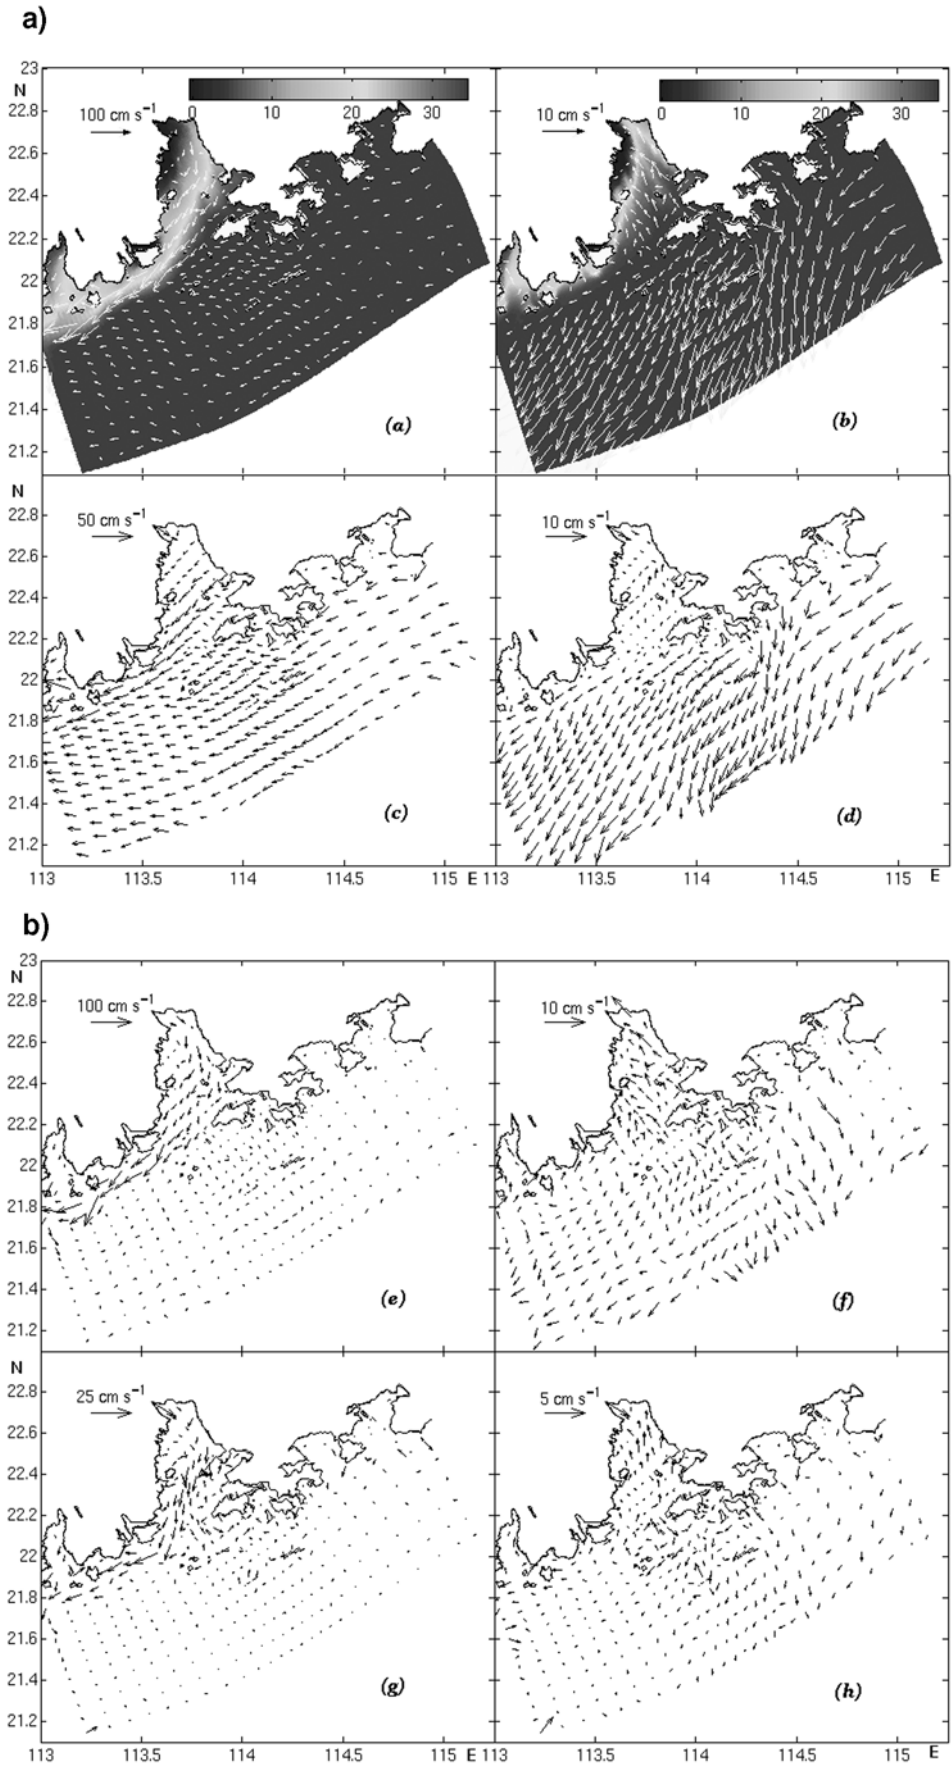 a)
23
N
22.8
22.6
22.4
22.2
22
21.8
21.6
21.4
21.2
0 10 20 30
100 cm s⁻¹
(a)
0 10 20 30
10 cm s⁻¹
(b)
N
22.8
22.6
22.4
22.2
22
21.8
21.6
21.4
21.2
50 cm s⁻¹
(c)
10 cm s⁻¹
(d)
113 113.5 114 114.5 115 E 113 113.5 114 114.5 115 E
b)
23
N
22.8
22.6
22.4
22.2
22
21.8
21.6
21.4
21.2
100 cm s⁻¹
(e)
10 cm s⁻¹
(f)
N
22.8
22.6
22.4
22.2
22
21.8
21.6
21.4
21.2
25 cm s⁻¹
(g)
5 cm s⁻¹
(h)
113 113.5 114 114.5 115 E 113 113.5 114 114.5 115 E